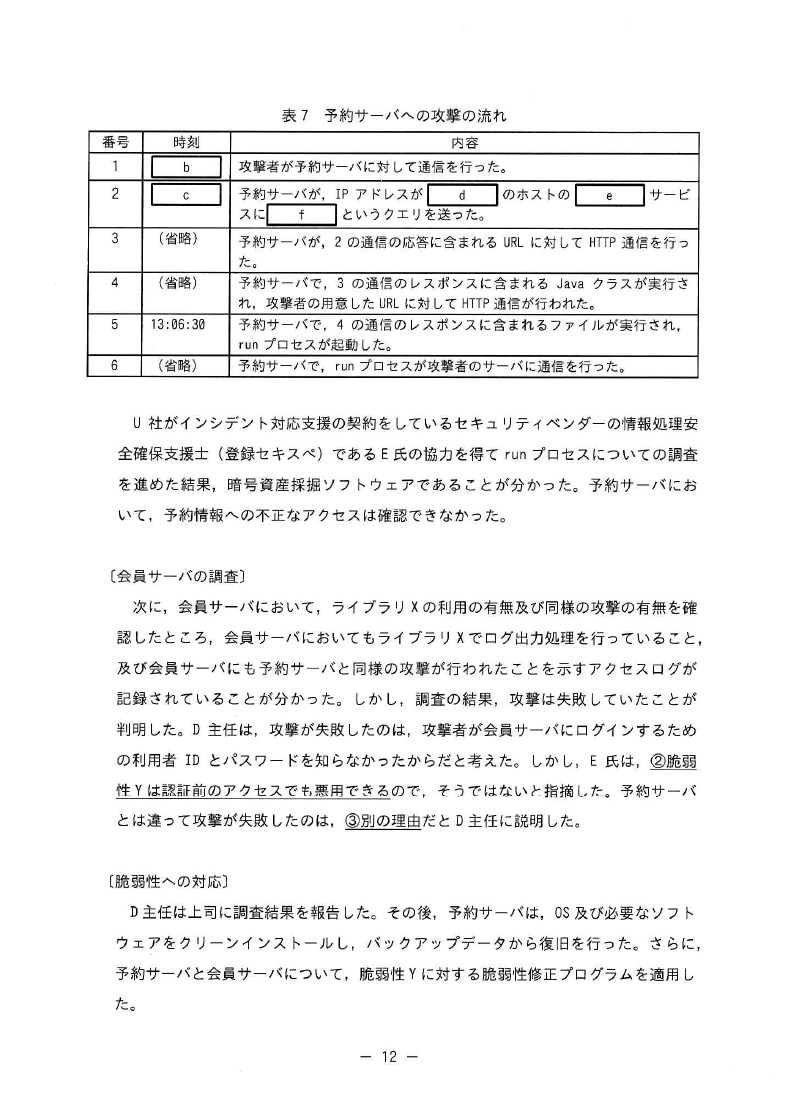 表7　予約サーバへの攻撃の流れ
番号　時刻　内容
1　b　攻撃者が予約サーバに対して通信を行った。
2　c　予約サーバが，IP アドレスが d のホストの e サービ
スに f というクエリを送った。
3　（省略）　予約サーバが，2 の通信の応答に含まれる URL に対して HTTP 通信を行っ
た。
4　（省略）　予約サーバで，3 の通信のレスポンスに含まれる Java クラスが実行さ
れ，攻撃者の用意した URL に対して HTTP 通信が行われた。
5　13:06:30　予約サーバで，4 の通信のレスポンスに含まれるファイルが実行され，
run プロセスが起動した。
6　（省略）　予約サーバで，run プロセスが攻撃者のサーバに通信を行った。
U 社がインシデント対応支援の契約をしているセキュリティベンダーの情報処理安
全確保支援士（登録セキスペ）である E 氏の協力を得て run プロセスについての調査
を進めた結果，暗号資産採掘ソフトウェアであることが分かった。予約サーバにお
いて，予約情報への不正なアクセスは確認できなかった。
〔会員サーバの調査〕
次に，会員サーバにおいて，ライブラリ X の利用の有無及び同様の攻撃の有無を確
認したところ，会員サーバにおいてもライブラリ X でログ出力処理を行っていること，
及び会員サーバにも予約サーバと同様の攻撃が行われたことを示すアクセスログが
記録されていることが分かった。しかし，調査の結果，攻撃は失敗していたことが
判明した。D 主任は，攻撃が失敗したのは，攻撃者が会員サーバにログインするため
の利用者 ID とパスワードを知らなかったからだと考えた。しかし，E 氏は，②脆弱
性 Y は認証前のアクセスでも悪用できるので，そうではないと指摘した。予約サーバ
とは違って攻撃が失敗したのは，③別の理由だと D 主任に説明した。
〔脆弱性への対応〕
D 主任は上司に調査結果を報告した。その後，予約サーバは，OS 及び必要なソフト
ウェアをクリーンインストールし，バックアップデータから復旧を行った。さらに，
予約サーバと会員サーバについて，脆弱性 Y に対する脆弱性修正プログラムを適用し
た。
－ 12 －